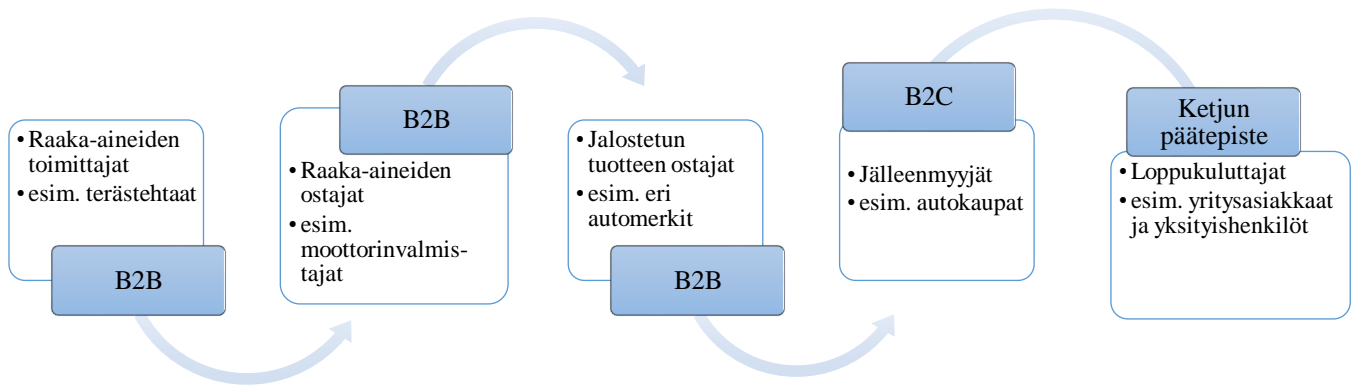 • Raaka-aineiden
toimittajat
• esim. terästehtaat
B2B
B2B
• Raaka-aineiden
ostajat
• esim.
moottorinvalmis-
tajat
• Jalostetun
tuotteen ostajat
• esim. eri
automerkit
B2B
B2C
• Jälleenmyyjät
• esim. autokaupat
Ketjun
päätepiste
• Loppukuluttajat
• esim. yritysasiakkaat
ja yksityishenkilöt